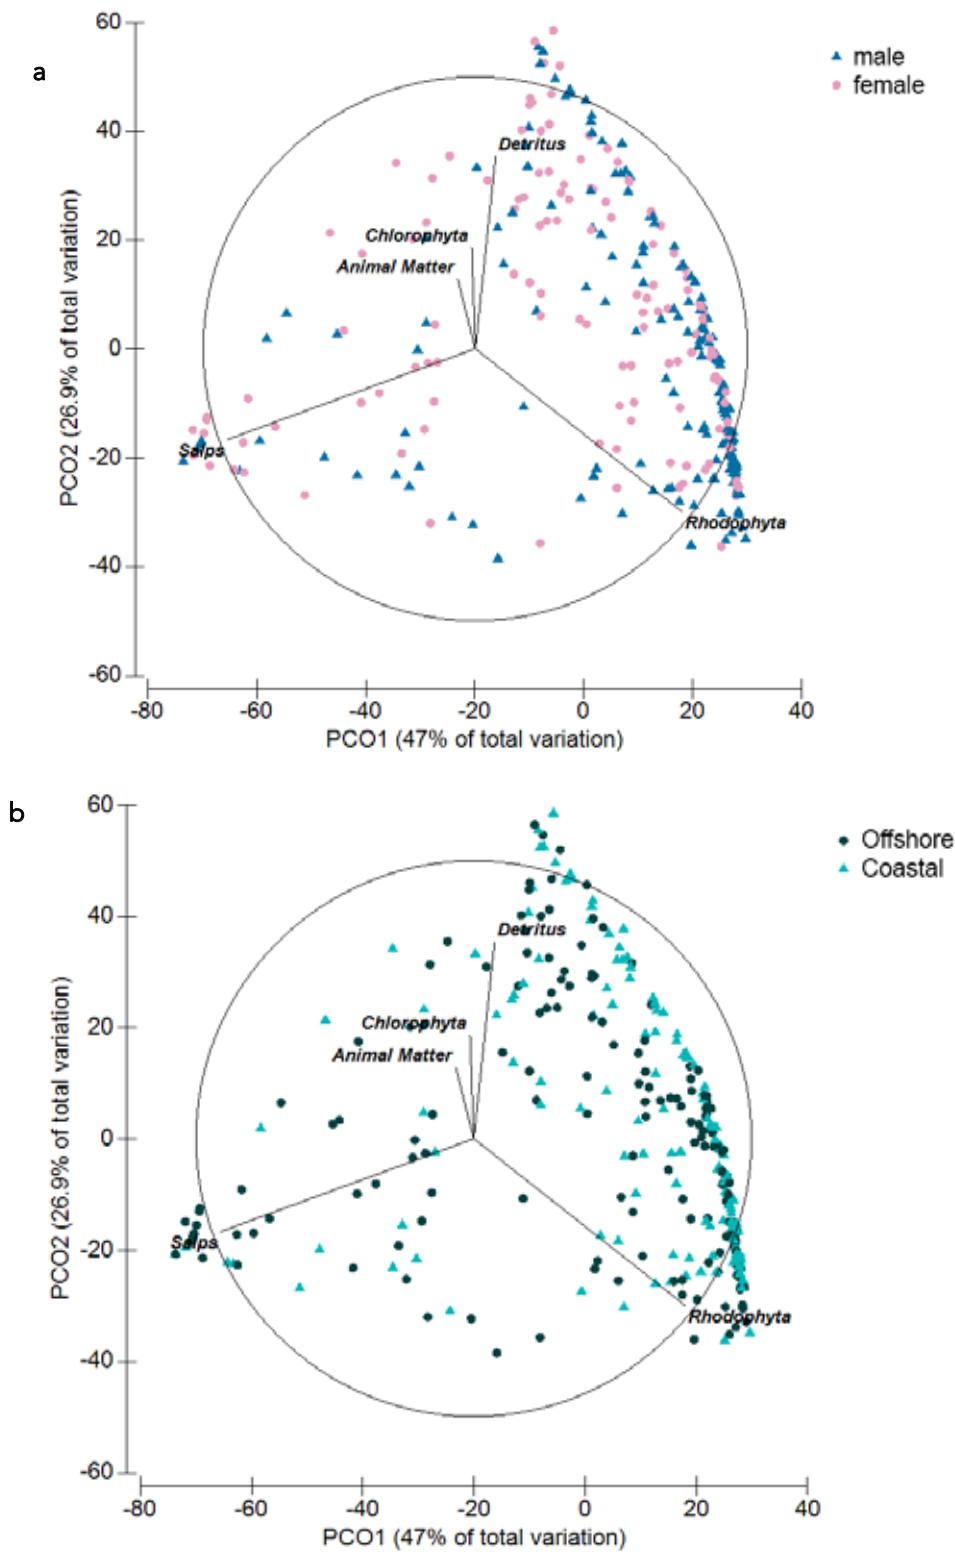 a
male
female
60
40
20
0
-20
-40
-60
PCO2 (26.9% of total variation)
Detritus
Chlorophyta
Animal Matter
Salps
Rhodophyta
-80 -60 -40 -20 0 20 40
PCO1 (47% of total variation)
b
Offshore
Coastal
60
40
20
0
-20
-40
-60
PCO2 (26.9% of total variation)
Detritus
Chlorophyta
Animal Matter
Salps
Rhodophyta
-80 -60 -40 -20 0 20 40
PCO1 (47% of total variation)